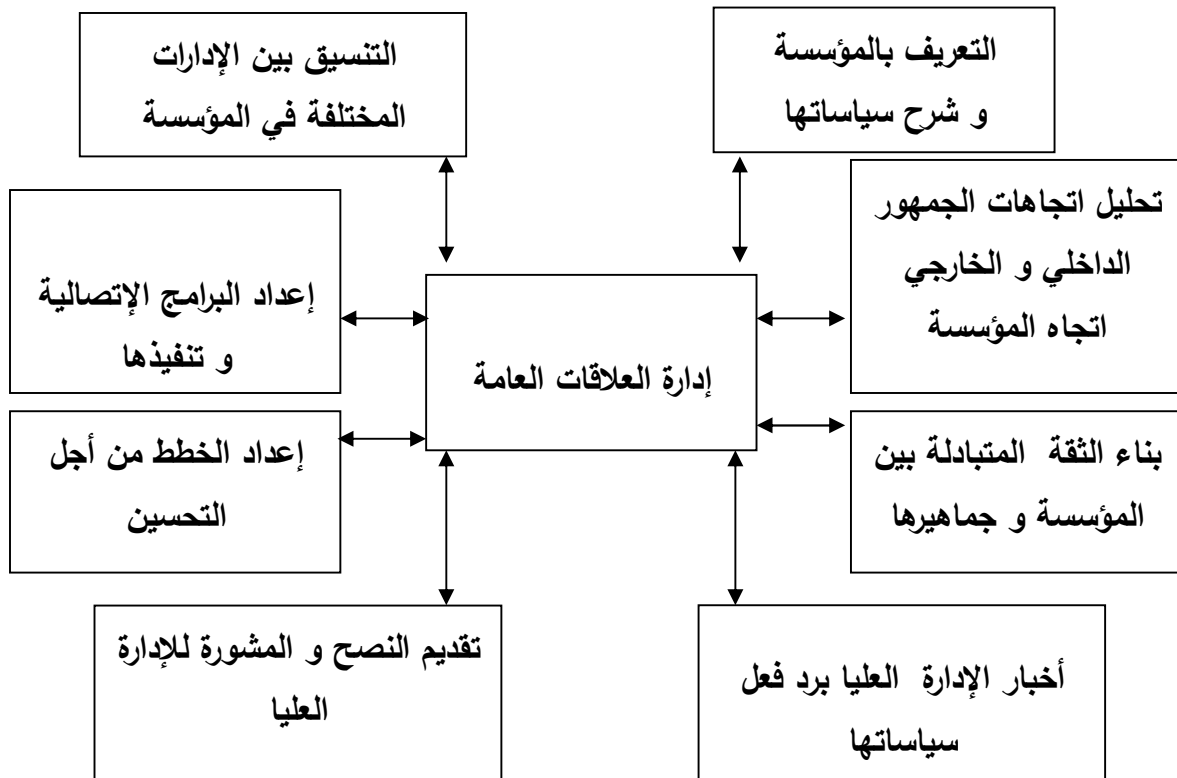 التعريف بالمؤسسة
و شرح سياساتها
التنسيق بين الإدارات
المختلفة في المؤسسة
تحليل اتجاهات الجمهور
الداخلي و الخارجي
اتجاه المؤسسة
إعداد البرامج الإتصالية
و تنفيذها
إدارة العلاقات العامة
بناء الثقة المتبادلة بين
المؤسسة و جماهيرها
إعداد الخطط من أجل
التحسين
أخبار الإدارة العليا برد فعل
سياساتها
تقديم النصح و المشورة للإدارة
العليا